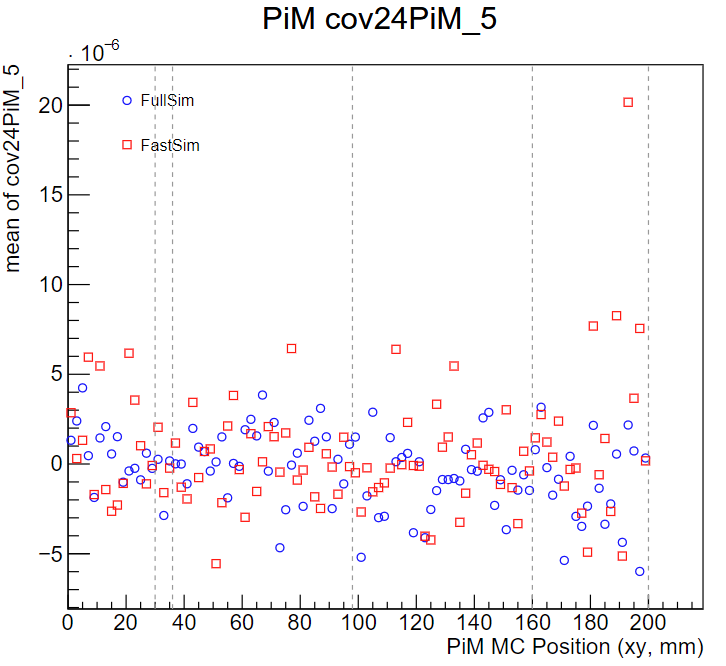 PiM cov24PiM_5
· 10⁻⁶
mean of cov24PiM_5
FullSim
FastSim
20
15
10
5
0
−5
0 20 40 60 80 100 120 140 160 180 200
PiM MC Position (xy, mm)